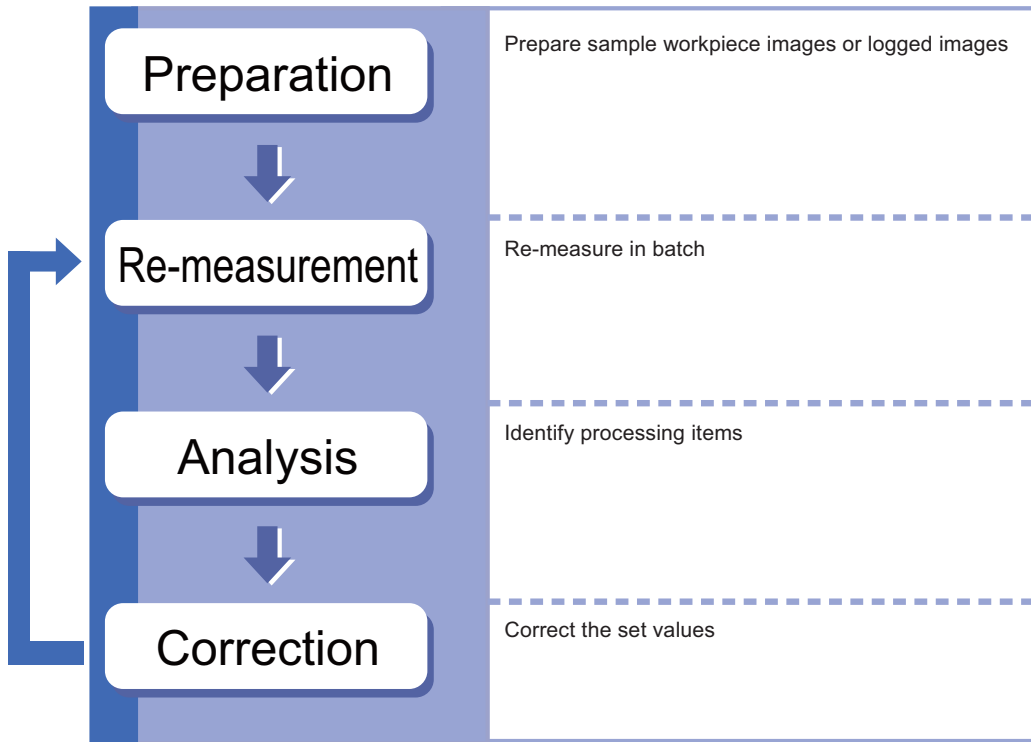 Preparation
Prepare sample workpiece images or logged images
Re-measurement
Re-measure in batch
Analysis
Identify processing items
Correction
Correct the set values